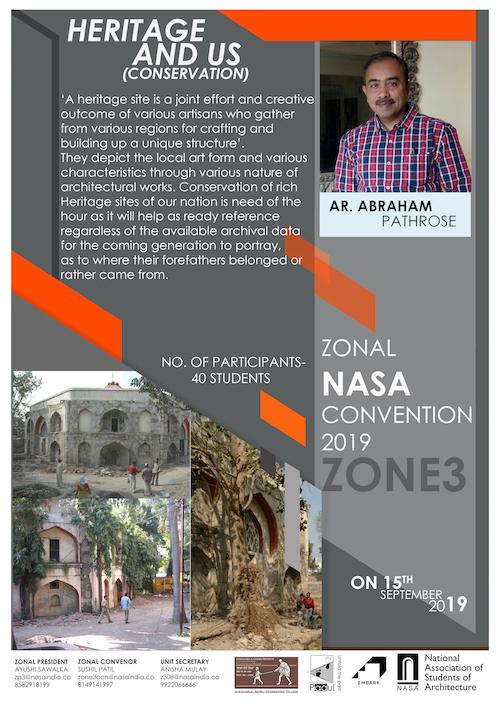 HERITAGE
AND US
(CONSERVATION)
‘A heritage site is a joint effort and creative
outcome of various artisans who gather
from various regions for crafting and
building up a unique structure’.
They depict the local art form and various
characteristics through various nature of
architectural works. Conservation of rich
Heritage sites of our nation is need of the
hour as it will help as ready reference
regardless of the available archival data
for the coming generation to portray,
as to where their forefathers belonged or
rather came from.
AR. ABRAHAM
PATHROSE
NO. OF PARTICIPANTS-
40 STUDENTS
ZONAL
NASA
CONVENTION
2019
ZONE3
ON 15TH
SEPTEMBER
2019
ZONAL PRESIDENT
AYUSHI SAWALKA
zp3@nasaindia.co
8582918199
ZONAL CONVENOR
SUSHIL PATIL
zone3con@nasaindia.co
8149141997
UNIT SECRETARY
ANISHA MULAY
z308@nasaindia.co
9922066666
JAWAHARLAL NEHRU ENGINEERING COLLEGE
unfold the past
EMBARK
NASA
National
Association of
Students of
Architecture